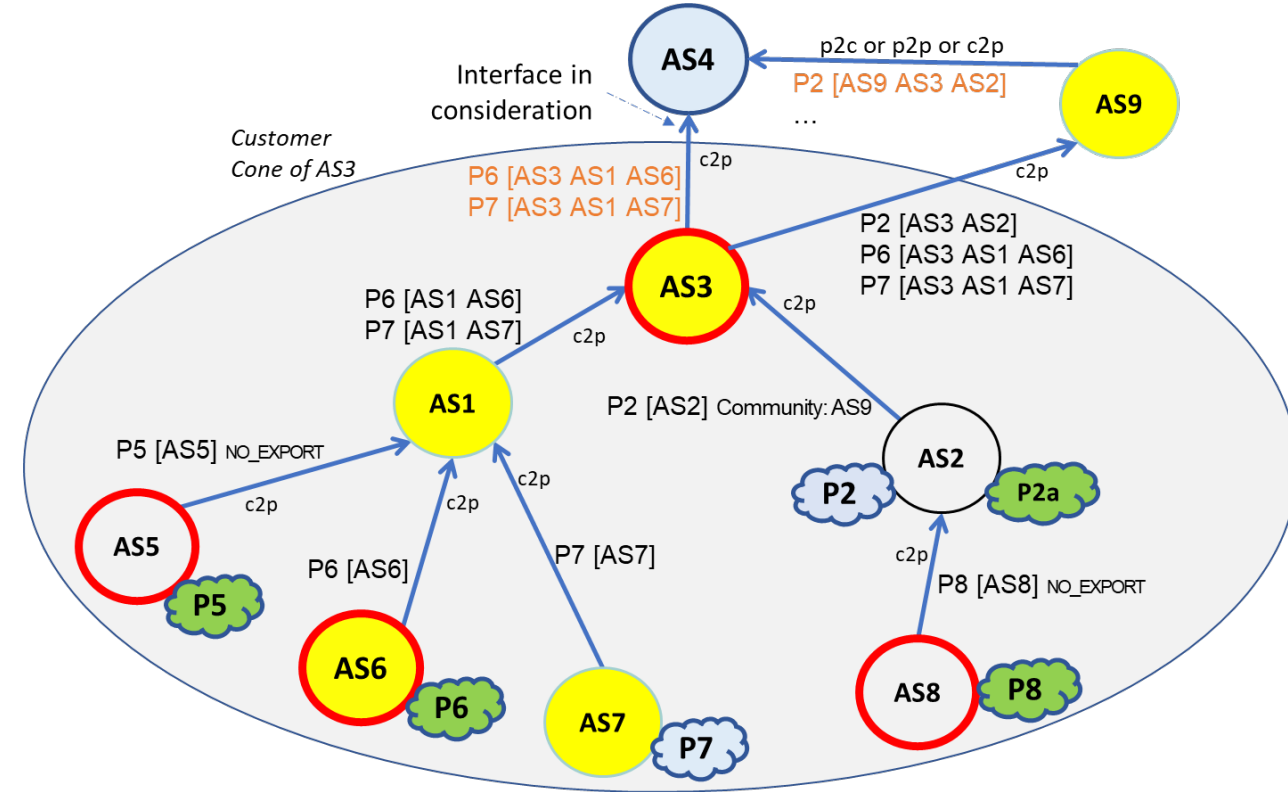 AS4
p2c or p2p or c2p
P2 [AS9 AS3 AS2]
...
AS9
Interface in
consideration
Customer
Cone of AS3
c2p
c2p
P6 [AS3 AS1 AS6]
P7 [AS3 AS1 AS7]
P2 [AS3 AS2]
P6 [AS3 AS1 AS6]
P7 [AS3 AS1 AS7]
AS3
P6 [AS1 AS6]
P7 [AS1 AS7]
c2p
c2p
AS1
P2 [AS2] Community: AS9
P5 [AS5] NO_EXPORT
AS2
P2
P2a
c2p
c2p
c2p
AS5
P5
P6 [AS6]
P7 [AS7]
c2p
P8 [AS8] NO_EXPORT
AS6
P6
AS7
P7
AS8
P8